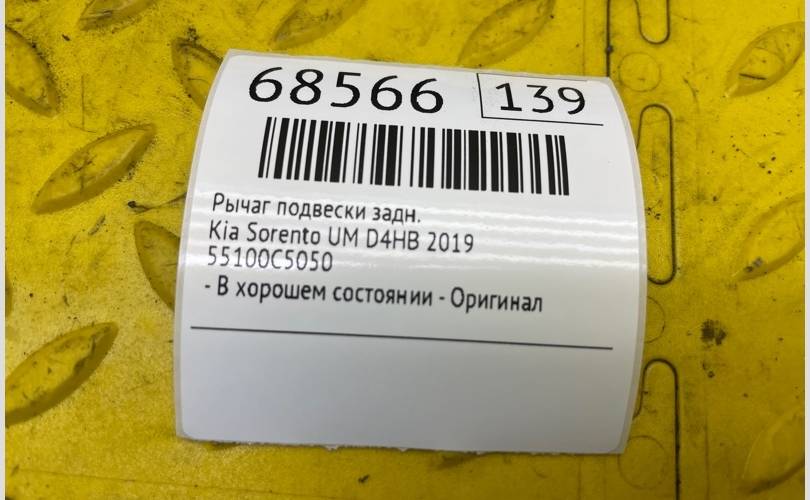 68566 139
Рычаг подвески задн.
Kia Sorento UM D4HB 2019
55100C5050
- В хорошем состоянии - Оригинал